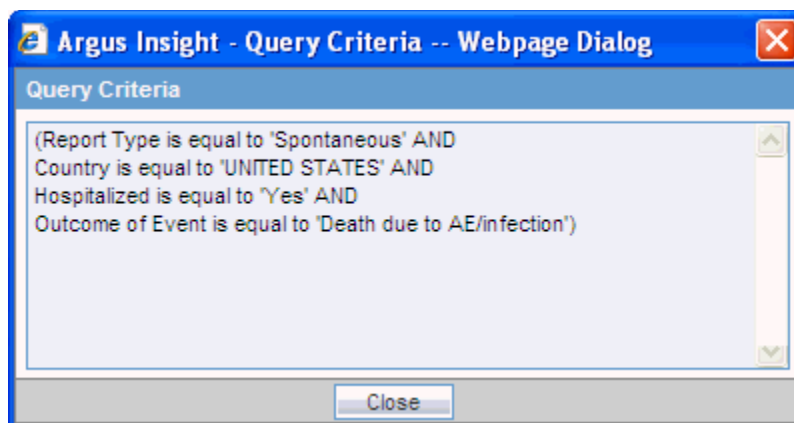 Argus Insight - Query Criteria -- Webpage Dialog
Query Criteria
(Report Type is equal to 'Spontaneous' AND
Country is equal to 'UNITED STATES' AND
Hospitalized is equal to 'Yes' AND
Outcome of Event is equal to 'Death due to AE/infection')
Close